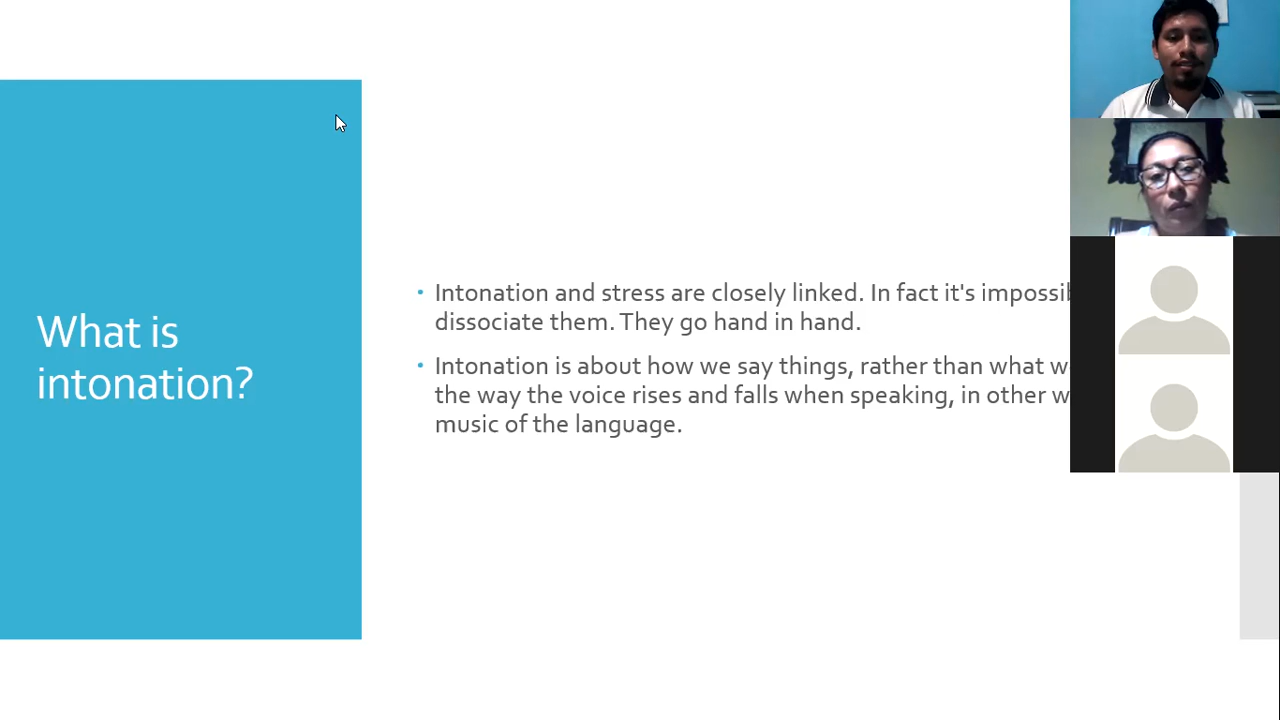 What is
intonation?
Intonation and stress are closely linked. In fact it's
dissociate them. They go hand in hand.
Intonation is about how we say things, rather than what
the way the voice rises and falls when speaking, in other
music of the language.